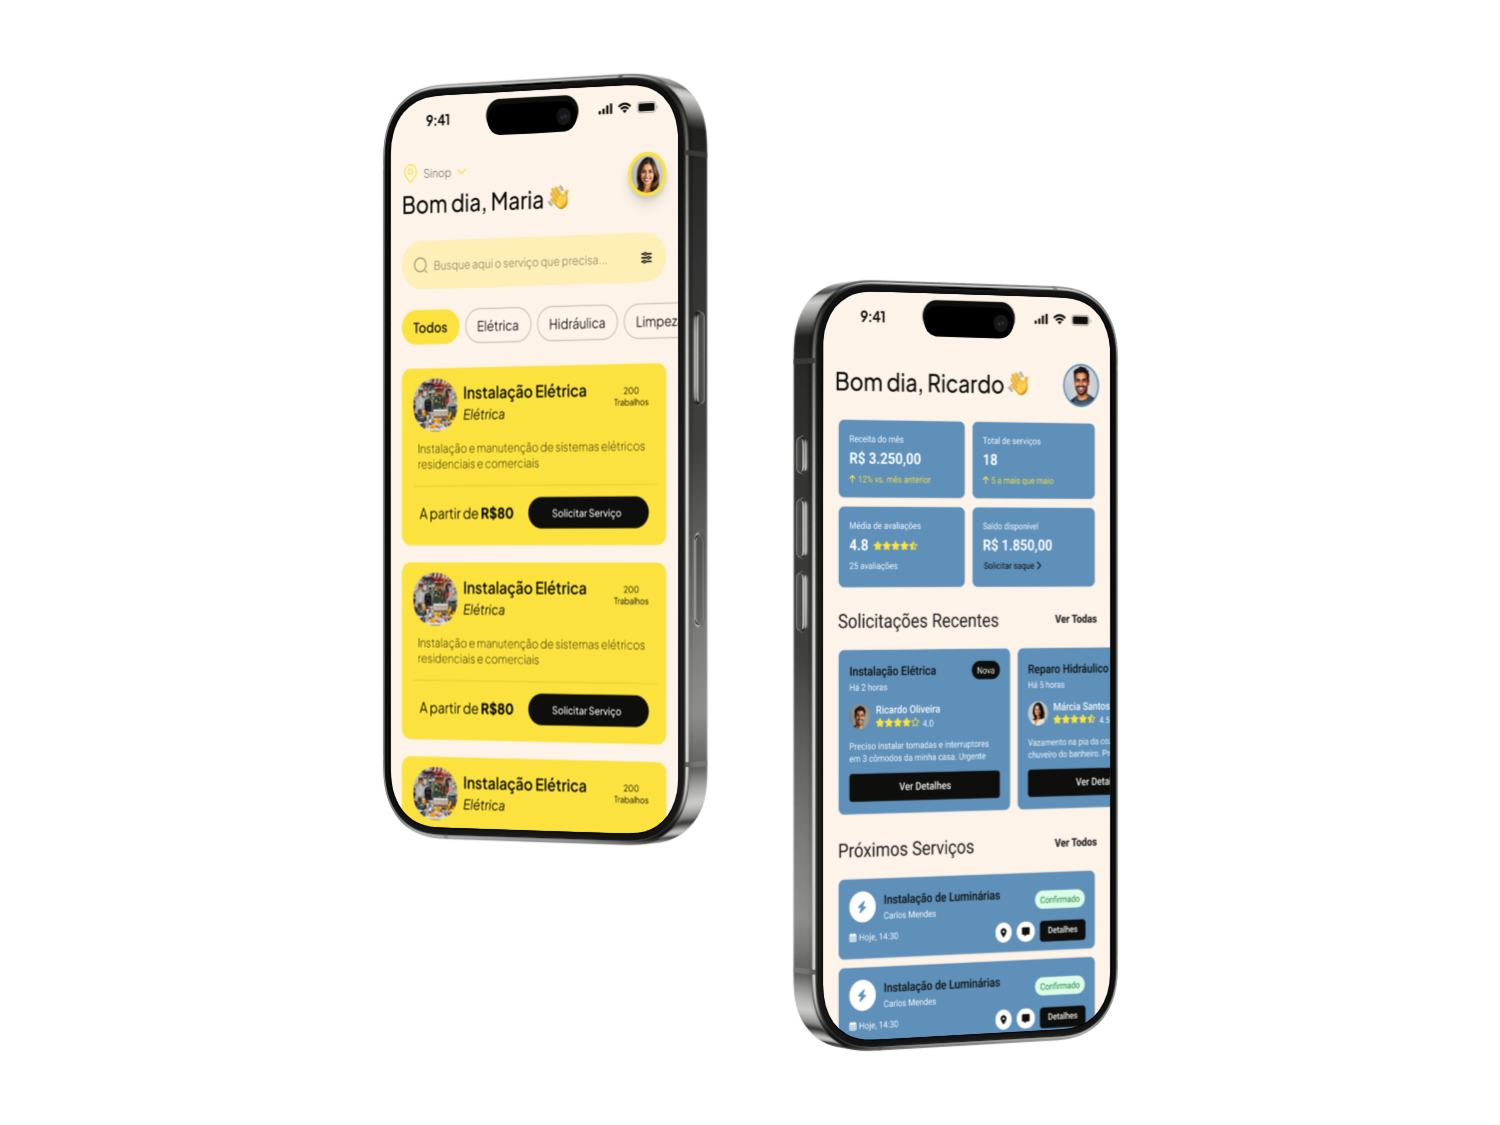 9:41
Sinop
Bom dia, Maria 👋
Busque aqui o serviço que precisa...
Todos
Elétrica
Hidráulica
Limpez
Instalação Elétrica
200
Trabalhos
Elétrica
Instalação e manutenção de sistemas elétricos
residenciais e comerciais
A partir de R$80
Solicitar Serviço
Instalação Elétrica
200
Trabalhos
Elétrica
Instalação e manutenção de sistemas elétricos
residenciais e comerciais
A partir de R$80
Solicitar Serviço
Instalação Elétrica
200
Trabalhos
Elétrica
9:41
Bom dia, Ricardo 👋
Receita do mês
R$ 3.250,00
12% vs. mês anterior
Total de serviços
18
5 a mais que maio
Média de avaliações
4.8
25 avaliações
Saldo disponível
R$ 1.850,00
Solicitar saque
Solicitações Recentes
Ver Todas
Instalação Elétrica
Nova
Há 2 horas
Ricardo Oliveira
4.0
Preciso instalar tomadas e interruptores
em 3 cômodos da minha casa. Urgente
Ver Detalhes
Reparo Hidráulico
Há 5 horas
Márcia Santos
4.5
Vazamento na pia da co
chuveiro do banheiro. Pr
Ver Detal
Próximos Serviços
Ver Todos
Instalação de Luminárias
Confirmado
Carlos Mendes
Hoje, 14:30
Detalhes
Instalação de Luminárias
Confirmado
Carlos Mendes
Hoje, 14:30
Detalhes